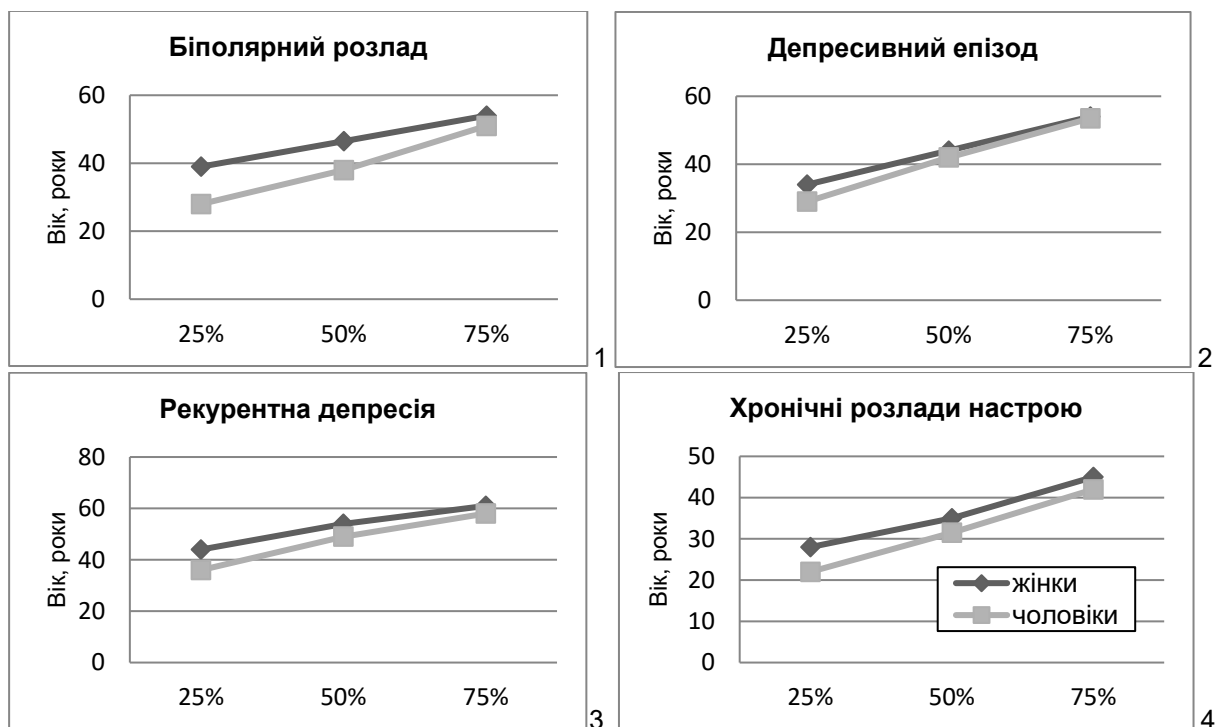 Біполярний розлад
Вік, роки
60
40
20
0
25% 50% 75%
1
Депресивний епізод
Вік, роки
60
40
20
0
25% 50% 75%
2
Рекурентна депресія
Вік, роки
80
60
40
20
0
25% 50% 75%
3
Хронічні розлади настрою
Вік, роки
50
40
30
20
10
0
жінки
чоловіки
25% 50% 75%
4